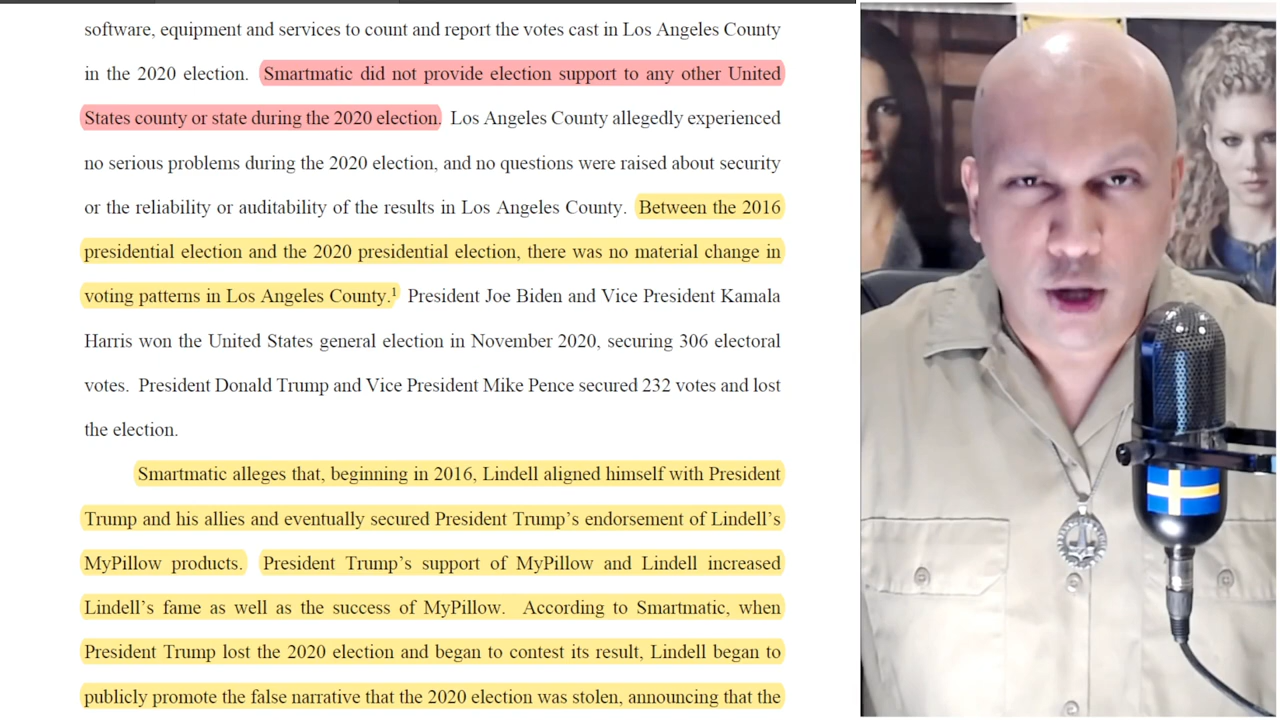 software, equipment and services to count and report the votes cast in Los Angeles County
in the 2020 election. Smartmatic did not provide election support to any other United
States county or state during the 2020 election. Los Angeles County allegedly experienced
no serious problems during the 2020 election, and no questions were raised about security
or the reliability or auditability of the results in Los Angeles County. Between the 2016
presidential election and the 2020 presidential election, there was no material change in
voting patterns in Los Angeles County.¹ President Joe Biden and Vice President Kamala
Harris won the United States general election in November 2020, securing 306 electoral
votes. President Donald Trump and Vice President Mike Pence secured 232 votes and lost
the election.
Smartmatic alleges that, beginning in 2016, Lindell aligned himself with President
Trump and his allies and eventually secured President Trump’s endorsement of Lindell’s
MyPillow products. President Trump’s support of MyPillow and Lindell increased
Lindell’s fame as well as the success of MyPillow. According to Smartmatic, when
President Trump lost the 2020 election and began to contest its result, Lindell began to
publicly promote the false narrative that the 2020 election was stolen, announcing that the